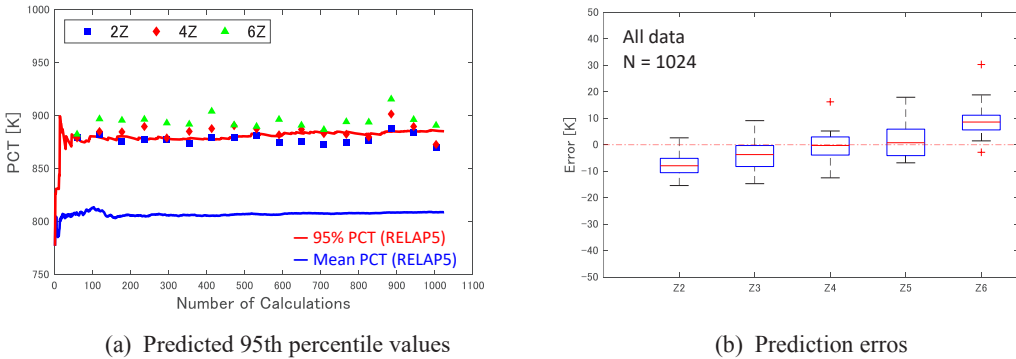 1000
950
900
850
800
750
PCT [K]
2Z 4Z 6Z
95% PCT (RELAP5)
Mean PCT (RELAP5)
0 100 200 300 400 500 600 700 800 900 1000 1100
Number of Calculations
(a) Predicted 95th percentile values
50
40
30
20
10
0
-10
-20
-30
-40
-50
Error [K]
All data
N = 1024
Z2 Z3 Z4 Z5 Z6
(b) Prediction erros